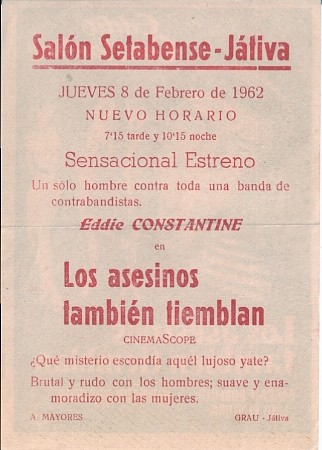 Salón Setabense - Játiva
JUEVES 8 de Febrero de 1962
NUEVO HORARIO
7'15 tarde y 10'15 noche
Sensacional Estreno
Un sólo hombre contra toda una banda de
contrabandistas.
Eddie CONSTANTINE
en
Los asesinos
también tiemblan
CINEMASCOPE
¿Qué misterio escondía aquél lujoso yate?
Brutal y rudo con los hombres; suave y ena-
moradizo con las mujeres.
A. MAYORES GRAU - Játiva